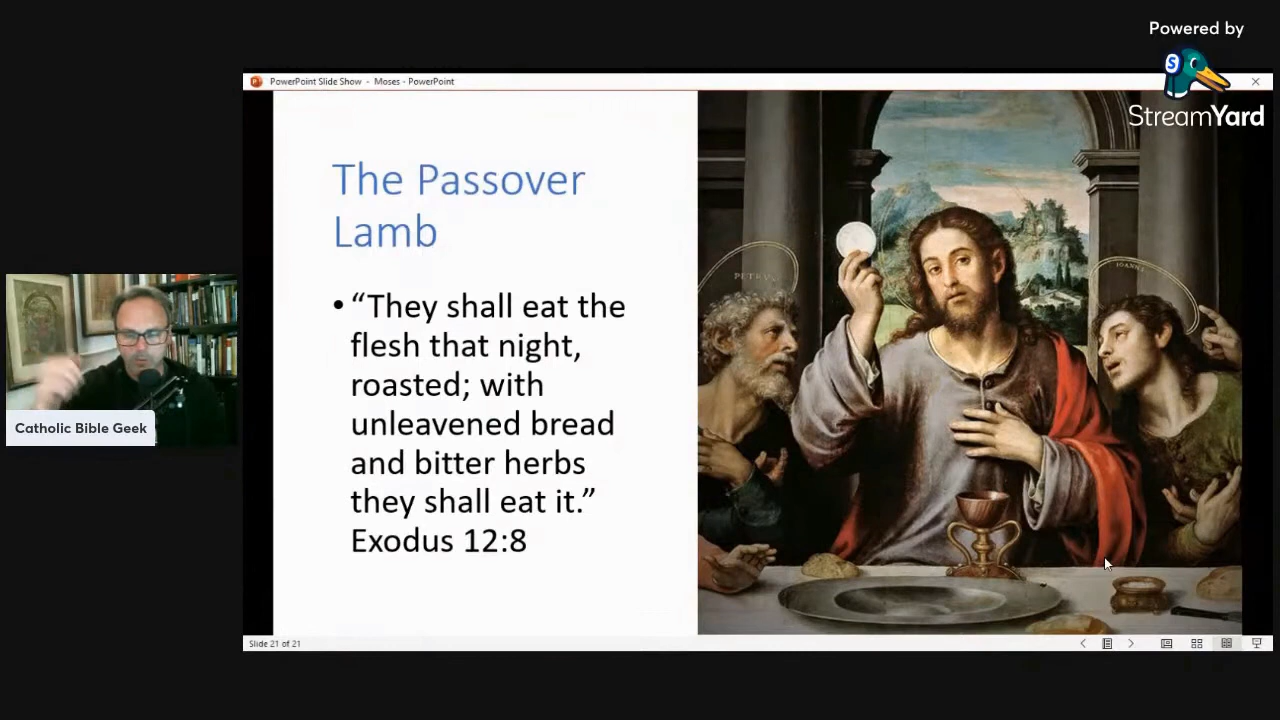 Powered by
StreamYard
PowerPoint Slide Show - Moses - PowerPoint
The Passover
Lamb
• “They shall eat the
flesh that night,
roasted; with
unleavened bread
and bitter herbs
they shall eat it.”
Exodus 12:8
PETRVS
Catholic Bible Geek
Slide 21 of 21